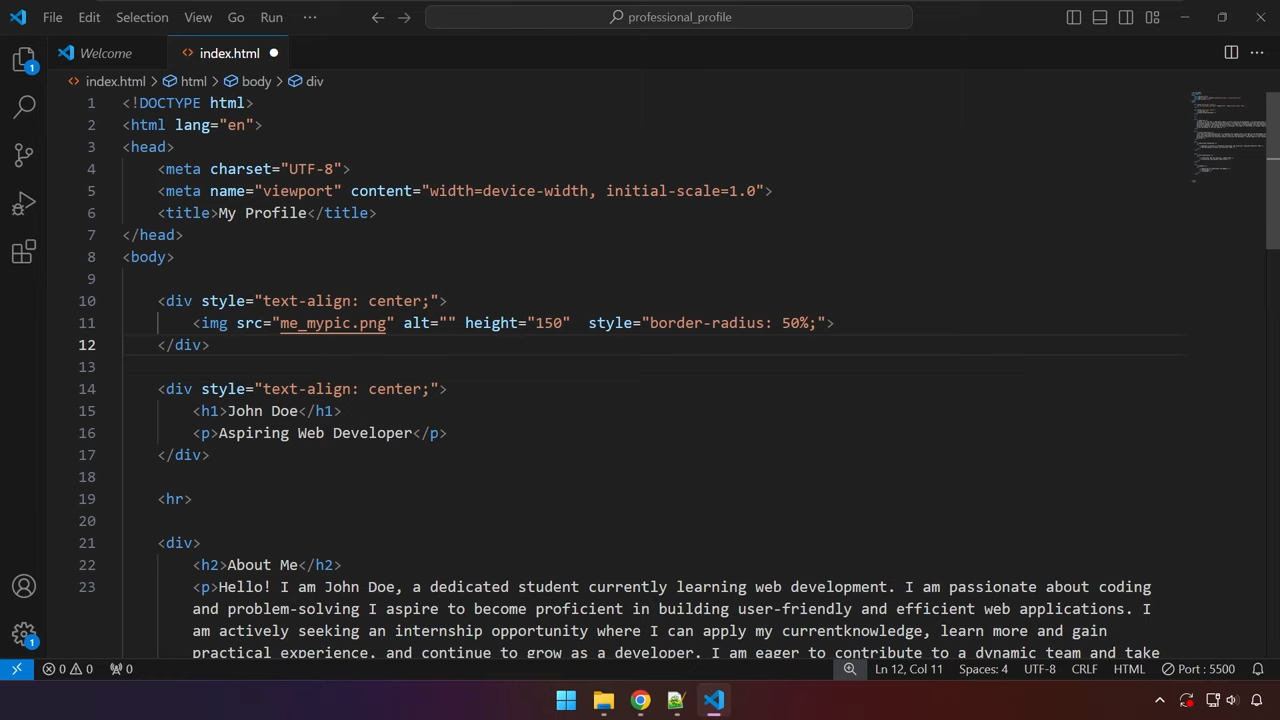 File Edit Selection View Go Run ··· professional_profile
1
Welcome index.html
index.html > html > body > div
1 <!DOCTYPE html>
2 <html lang="en">
3 <head>
4 <meta charset="UTF-8">
5 <meta name="viewport" content="width=device-width, initial-scale=1.0">
6 <title>My Profile</title>
7 </head>
8 <body>
9
10 <div style="text-align: center;">
11 <img src="me_mypic.png" alt="" height="150"  style="border-radius: 50%;">
12 </div>
13
14 <div style="text-align: center;">
15 <h1>John Doe</h1>
16 <p>Aspiring Web Developer</p>
17 </div>
18
19 <hr>
20
21 <div>
22 <h2>About Me</h2>
23 <p>Hello! I am John Doe, a dedicated student currently learning web development. I am passionate about coding
and problem-solving I aspire to become proficient in building user-friendly and efficient web applications. I
am actively seeking an internship opportunity where I can apply my currentknowledge, learn more and gain
practical experience, and continue to grow as a developer. I am eager to contribute to a dynamic team and take
1
0 0 0 Ln 12, Col 11 Spaces: 4 UTF-8 CRLF HTML Port : 5500